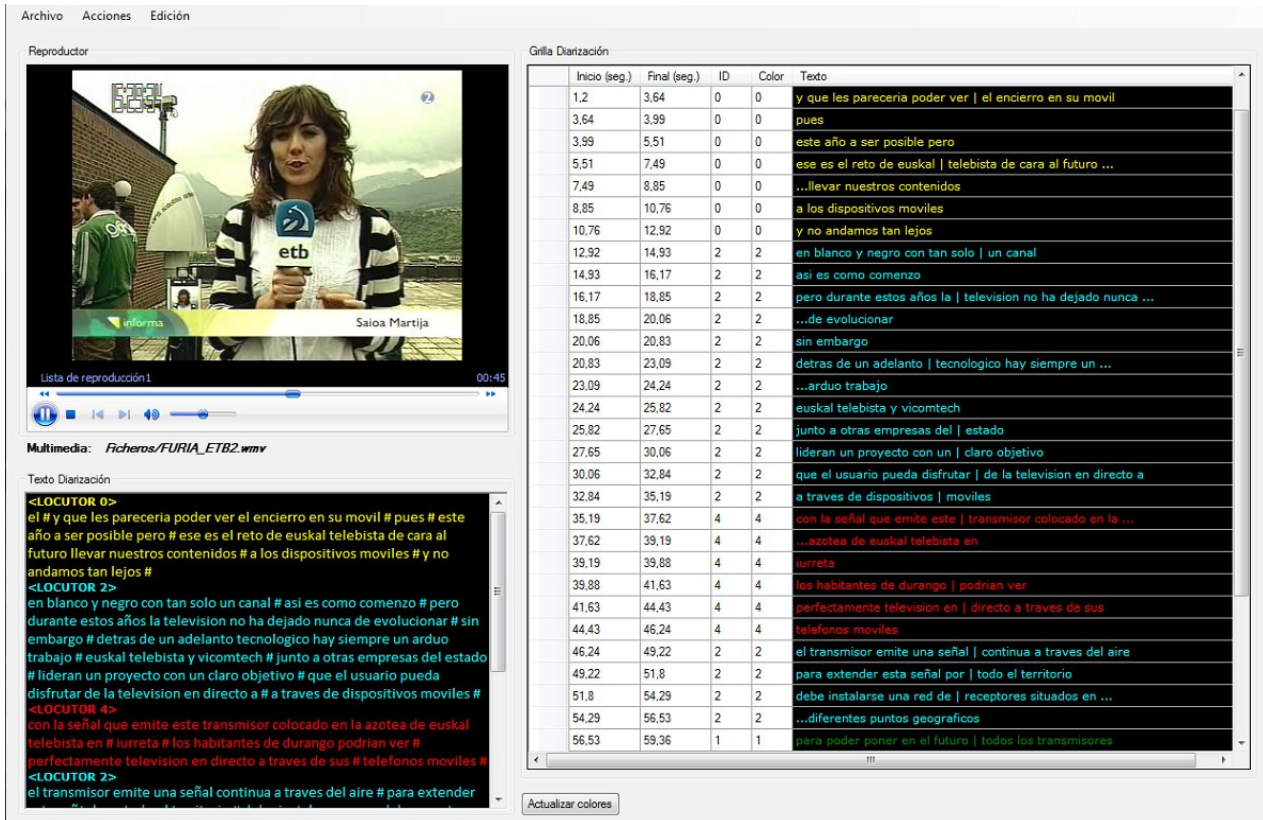 Archivo Acciones Edición
Reproductor
2
etb
informa
Saioa Martija
Lista de reproducción1 00:45
Multimedia: Ficheros/FURIA_ETB2.wmv
Texto Diarización
<LOCUTOR 0>
el # y que les pareceria poder ver el encierro en su movil # pues # este
año a ser posible pero # ese es el reto de euskal telebista de cara al
futuro llevar nuestros contenidos # a los dispositivos moviles # y no
andamos tan lejos #
<LOCUTOR 2>
en blanco y negro con tan solo un canal # asi es como comenzo # pero
durante estos años la television no ha dejado nunca de evolucionar # sin
embargo # detras de un adelanto tecnologico hay siempre un arduo
trabajo # euskal telebista y vicomtech # junto a otras empresas del estado
# lideran un proyecto con un claro objetivo # que el usuario pueda
disfrutar de la television en directo a # a traves de dispositivos moviles #
<LOCUTOR 4>
con la señal que emite este transmisor colocado en la azotea de euskal
telebista en # iurreta # los habitantes de durango podrian ver #
perfectamente television en directo a traves de sus # telefonos moviles #
<LOCUTOR 2>
el transmisor emite una señal continua a traves del aire # para extender
Grilla Diarización
Inicio (seg.) Final (seg.) ID Color Texto
1,2 3,64 0 0 y que les pareceria poder ver | el encierro en su movil
3,64 3,99 0 0 pues
3,99 5,51 0 0 este año a ser posible pero
5,51 7,49 0 0 ese es el reto de euskal | telebista de cara al futuro ...
7,49 8,85 0 0 ...llevar nuestros contenidos
8,85 10,76 0 0 a los dispositivos moviles
10,76 12,92 0 0 y no andamos tan lejos
12,92 14,93 2 2 en blanco y negro con tan solo | un canal
14,93 16,17 2 2 asi es como comenzo
16,17 18,85 2 2 pero durante estos años la | television no ha dejado nunca ...
18,85 20,06 2 2 ...de evolucionar
20,06 20,83 2 2 sin embargo
20,83 23,09 2 2 detras de un adelanto | tecnologico hay siempre un ...
23,09 24,24 2 2 ...arduo trabajo
24,24 25,82 2 2 euskal telebista y vicomtech
25,82 27,65 2 2 junto a otras empresas del | estado
27,65 30,06 2 2 lideran un proyecto con un | claro objetivo
30,06 32,84 2 2 que el usuario pueda disfrutar | de la television en directo a
32,84 35,19 2 2 a traves de dispositivos | moviles
35,19 37,62 4 4 con la señal que emite este | transmisor colocado en la ...
37,62 39,19 4 4 ...azotea de euskal telebista en
39,19 39,88 4 4 iurreta
39,88 41,63 4 4 los habitantes de durango | podrian ver
41,63 44,43 4 4 perfectamente television en | directo a traves de sus
44,43 46,24 4 4 telefonos moviles
46,24 49,22 2 2 el transmisor emite una señal | continua a traves del aire
49,22 51,8 2 2 para extender esta señal por | todo el territorio
51,8 54,29 2 2 debe instalarse una red de | receptores situados en ...
54,29 56,53 2 2 ...diferentes puntos geograficos
56,53 59,36 1 1 para poder poner en el futuro | todos los transmisores
Actualizar colores